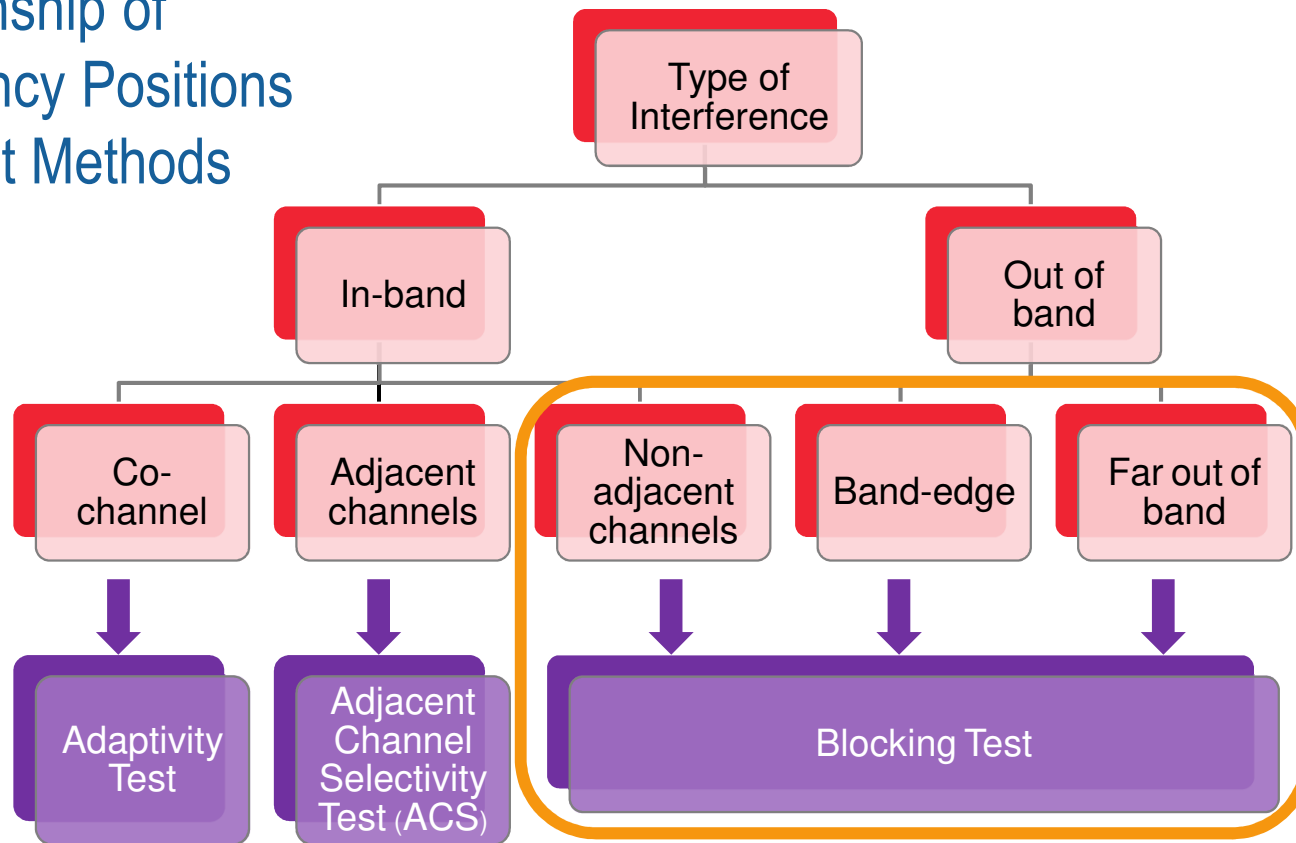 nship of
ncy Positions
t Methods
Type of
Interference
In-band
Out of
band
Co-
channel
Adjacent
channels
Non-
adjacent
channels
Band-edge
Far out of
band
Adaptivity
Test
Adjacent
Channel
Selectivity
Test (ACS)
Blocking Test